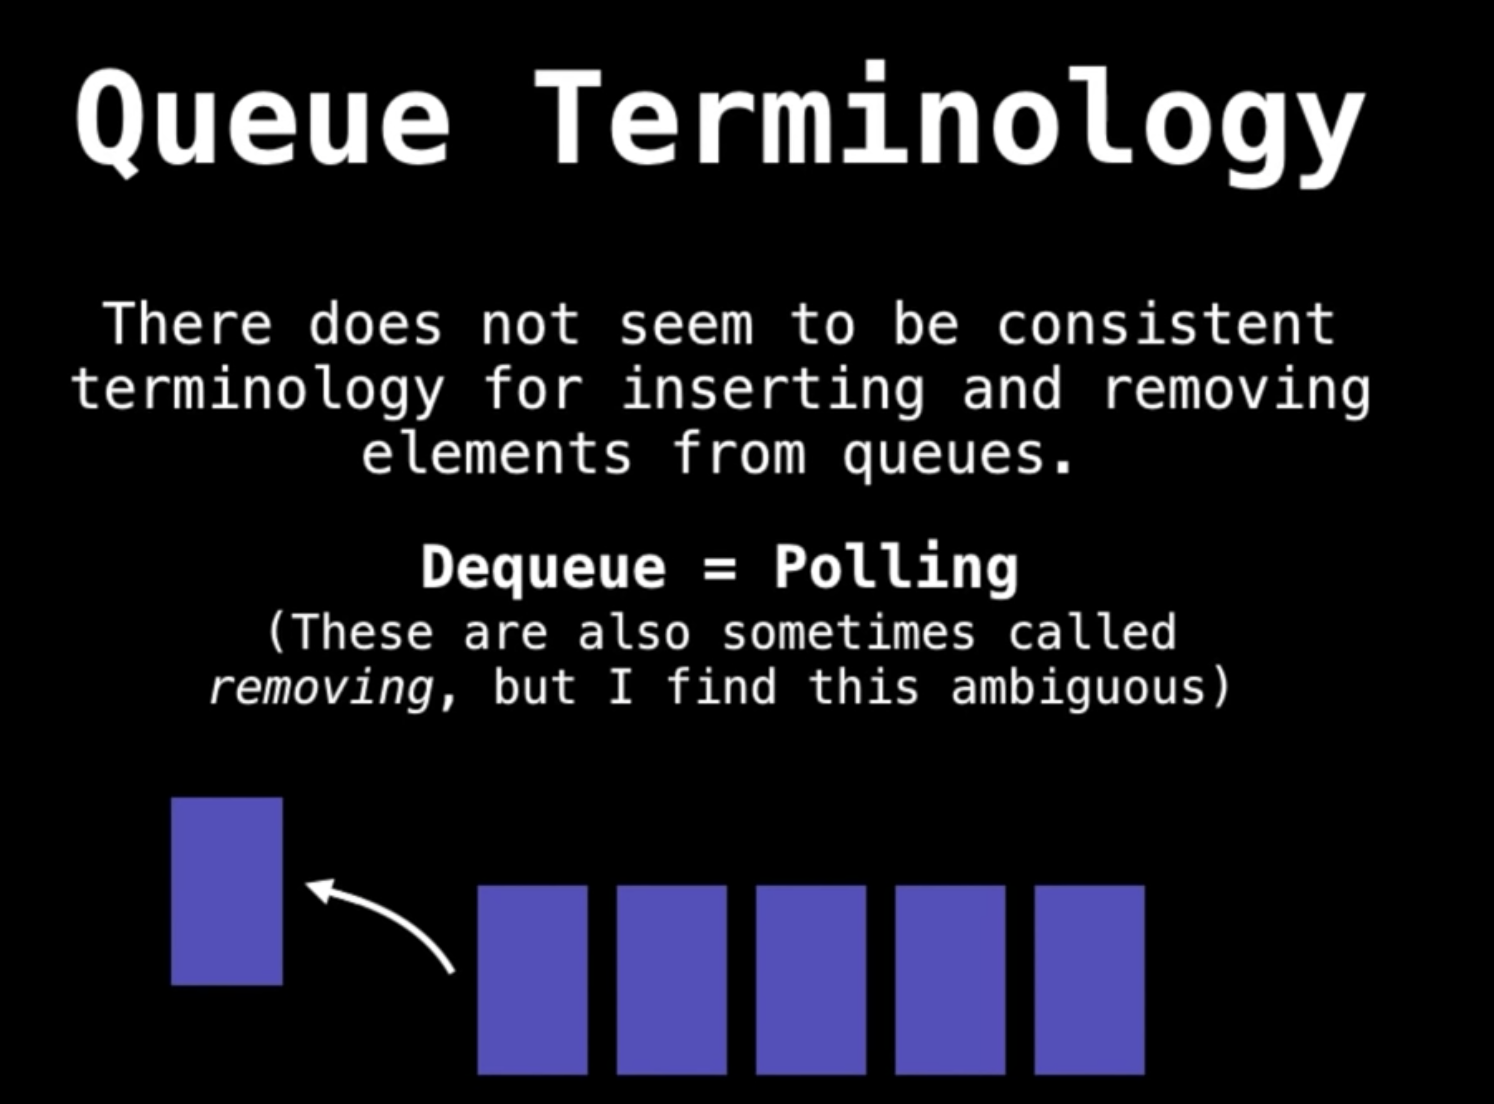 Queue Terminology
There does not seem to be consistent
terminology for inserting and removing
elements from queues.
Dequeue = Polling
(These are also sometimes called
removing, but I find this ambiguous)